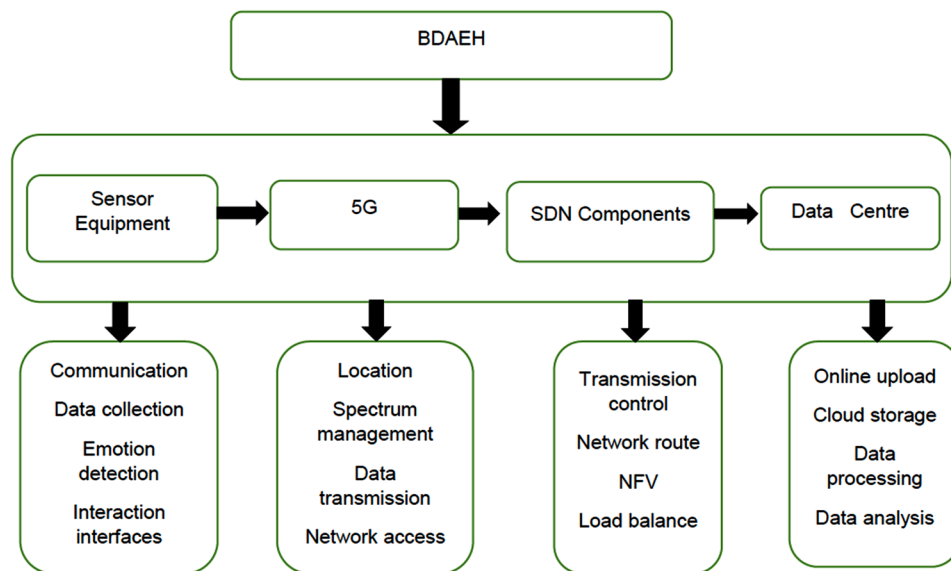 BDAEH
Sensor
Equipment
5G
SDN Components
Data Centre
Communication
Data collection
Emotion
detection
Interaction
interfaces
Location
Spectrum
management
Data
transmission
Network access
Transmission
control
Network route
NFV
Load balance
Online upload
Cloud storage
Data
processing
Data analysis